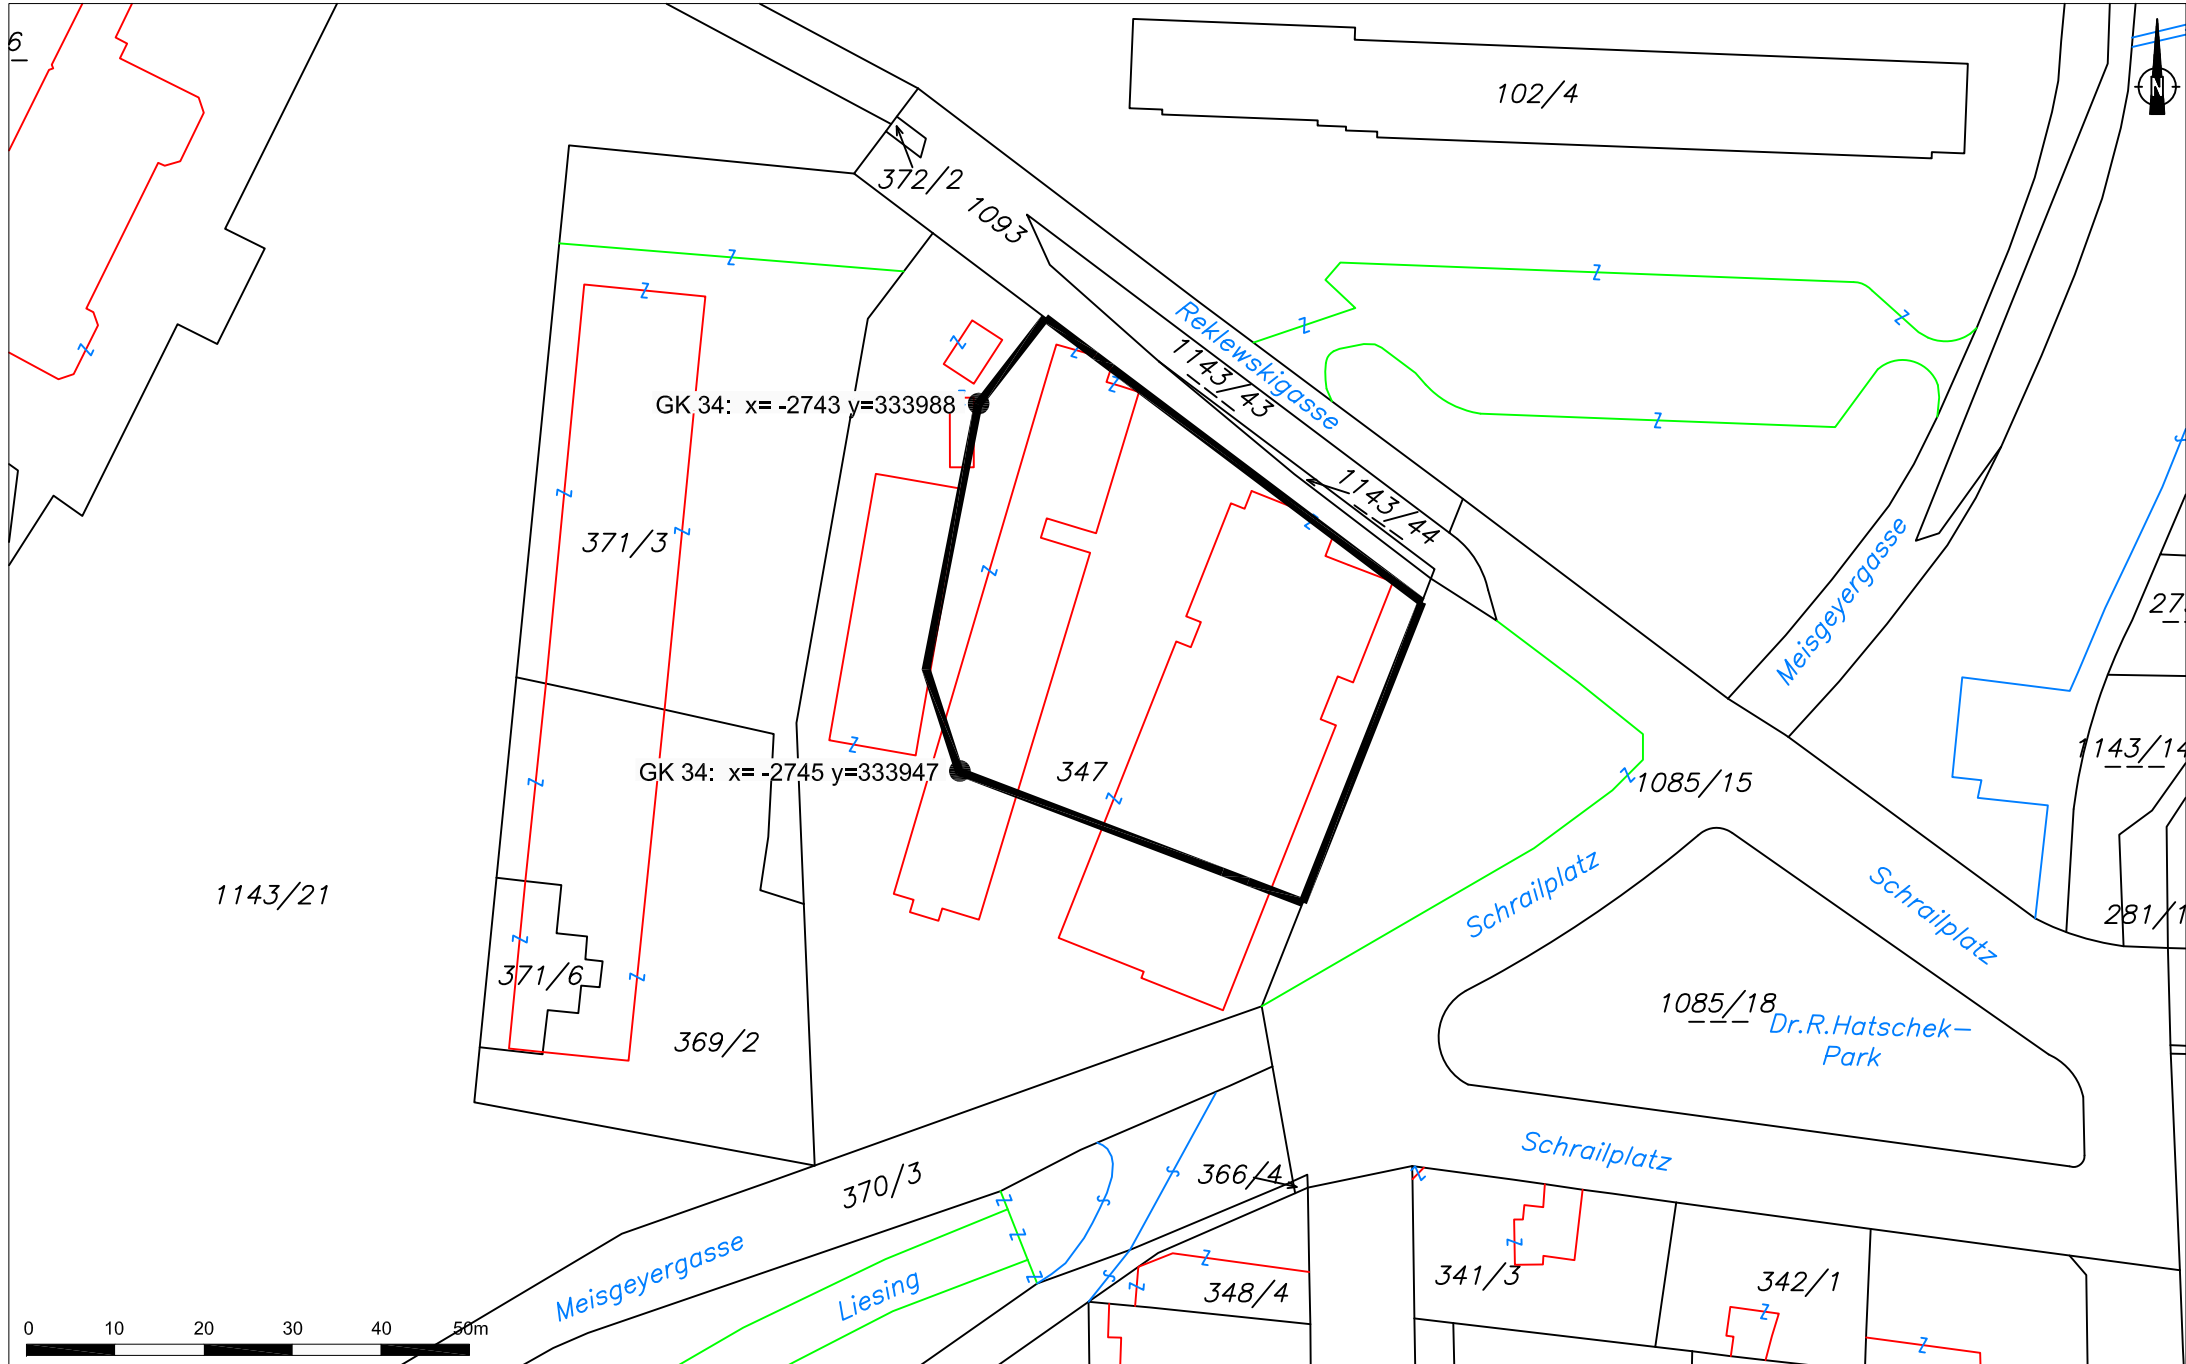 102/4
N
372/2
1093
Reklewskigasse
1143/43
GK 34:  x= -2743 y=333988
1143/44
371/3
Meisgeyergasse
1143/14
GK 34:  x= -2745 y=333947
347
1085/15
1143/21
Schrailplatz
Schrailplatz
281/1
371/6
1085/18
Dr.R.Hatschek–
Park
369/2
Schrailplatz
370/3
366/4
Meisgeyergasse
Liesing
348/4
341/3
342/1
0 10 20 30 40 50m